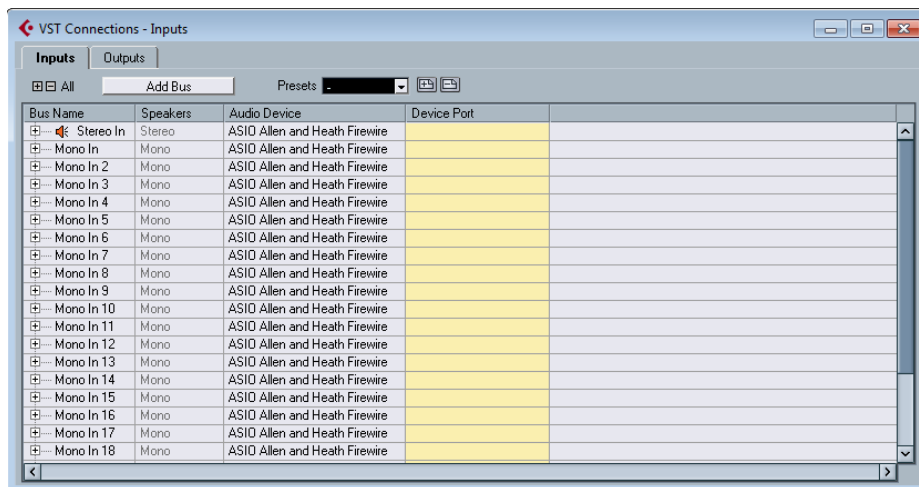 VST Connections - Inputs
Inputs Outputs
All Add Bus Presets -
Bus Name Speakers Audio Device Device Port
Stereo In Stereo ASIO Allen and Heath Firewire
Mono In Mono ASIO Allen and Heath Firewire
Mono In 2 Mono ASIO Allen and Heath Firewire
Mono In 3 Mono ASIO Allen and Heath Firewire
Mono In 4 Mono ASIO Allen and Heath Firewire
Mono In 5 Mono ASIO Allen and Heath Firewire
Mono In 6 Mono ASIO Allen and Heath Firewire
Mono In 7 Mono ASIO Allen and Heath Firewire
Mono In 8 Mono ASIO Allen and Heath Firewire
Mono In 9 Mono ASIO Allen and Heath Firewire
Mono In 10 Mono ASIO Allen and Heath Firewire
Mono In 11 Mono ASIO Allen and Heath Firewire
Mono In 12 Mono ASIO Allen and Heath Firewire
Mono In 13 Mono ASIO Allen and Heath Firewire
Mono In 14 Mono ASIO Allen and Heath Firewire
Mono In 15 Mono ASIO Allen and Heath Firewire
Mono In 16 Mono ASIO Allen and Heath Firewire
Mono In 17 Mono ASIO Allen and Heath Firewire
Mono In 18 Mono ASIO Allen and Heath Firewire